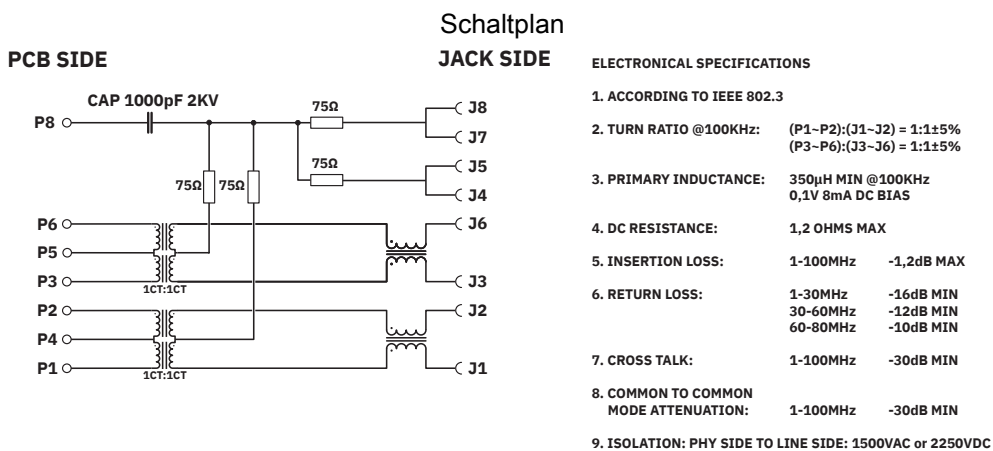 Schaltplan
PCB SIDE
JACK SIDE
CAP 1000pF 2KV
P8
75Ω
J8
J7
75Ω
J5
J4
75Ω 75Ω
P6
J6
P5
P3
J3
1CT:1CT
P2
J2
P4
P1
J1
1CT:1CT
ELECTRONICAL SPECIFICATIONS
1. ACCORDING TO IEEE 802.3
2. TURN RATIO @100KHz: (P1~P2):(J1~J2) = 1:1±5%
(P3~P6):(J3~J6) = 1:1±5%
3. PRIMARY INDUCTANCE: 350µH MIN @100KHz
0,1V 8mA DC BIAS
4. DC RESISTANCE: 1,2 OHMS MAX
5. INSERTION LOSS: 1-100MHz -1,2dB MAX
6. RETURN LOSS: 1-30MHz -16dB MIN
30-60MHz -12dB MIN
60-80MHz -10dB MIN
7. CROSS TALK: 1-100MHz -30dB MIN
8. COMMON TO COMMON
MODE ATTENUATION: 1-100MHz -30dB MIN
9. ISOLATION: PHY SIDE TO LINE SIDE: 1500VAC or 2250VDC